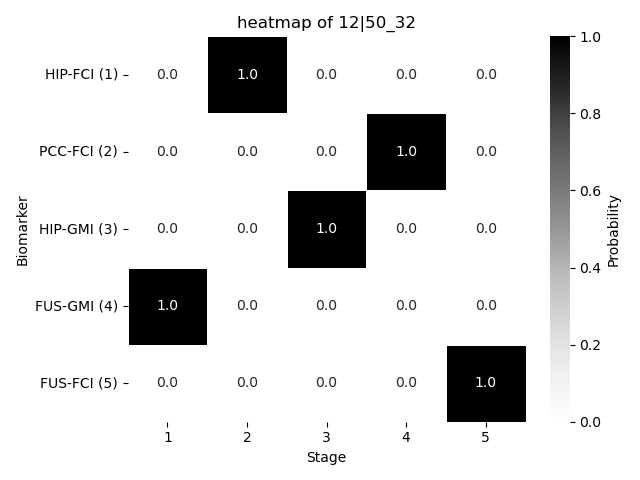 heatmap of 12|50_32
Biomarker
HIP-FCI (1) 0.0 1.0 0.0 0.0 0.0
PCC-FCI (2) 0.0 0.0 0.0 1.0 0.0
HIP-GMI (3) 0.0 0.0 1.0 0.0 0.0
FUS-GMI (4) 1.0 0.0 0.0 0.0 0.0
FUS-FCI (5) 0.0 0.0 0.0 0.0 1.0
1 2 3 4 5
Stage
1.0
0.8
0.6
0.4
0.2
0.0
Probability